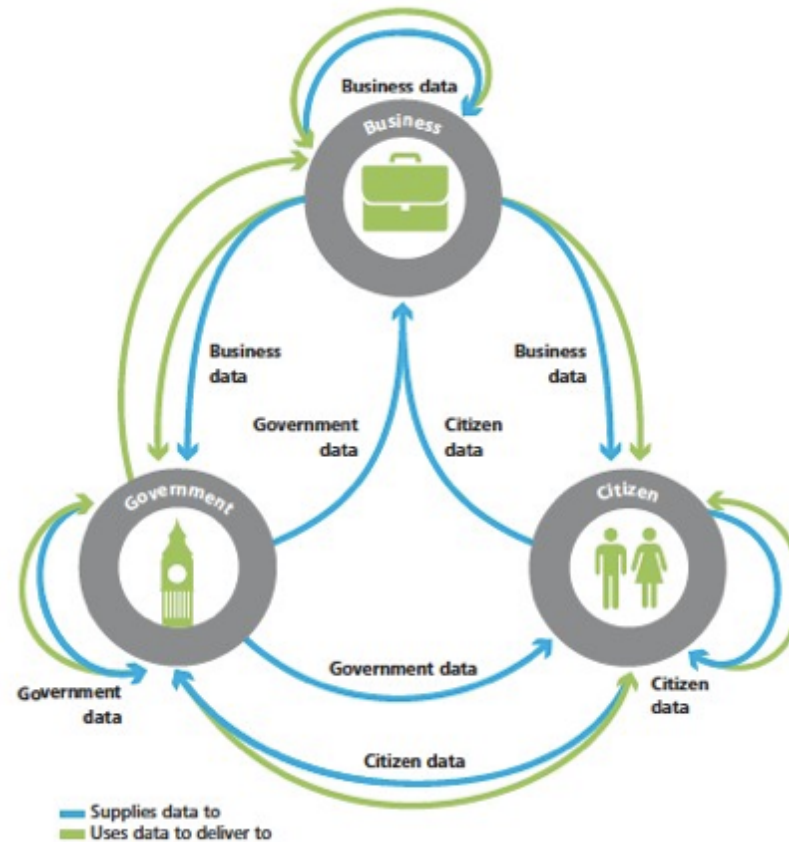 Business data
Business
Business
data
Business
data
Government
data
Citizen
data
Government
Citizen
Government data
Government
data
Citizen
data
Citizen data
Supplies data to
Uses data to deliver to